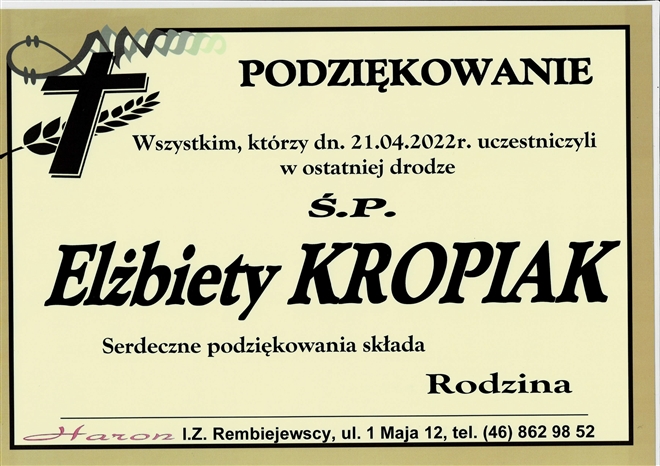 PODZIĘKOWANIE
Wszystkim, którzy dn. 21.04.2022r. uczestniczyli
w ostatniej drodze
Ś.P.
Elżbiety KROPIAK
Serdeczne podziękowania składa
Rodzina
Haron I.Z. Rembiejewscy, ul. 1 Maja 12, tel. (46) 862 98 52